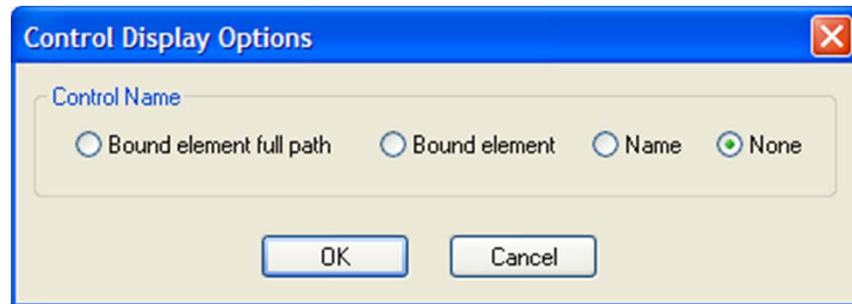 Control Display Options
Control Name
Bound element full path Bound element Name None
OK Cancel